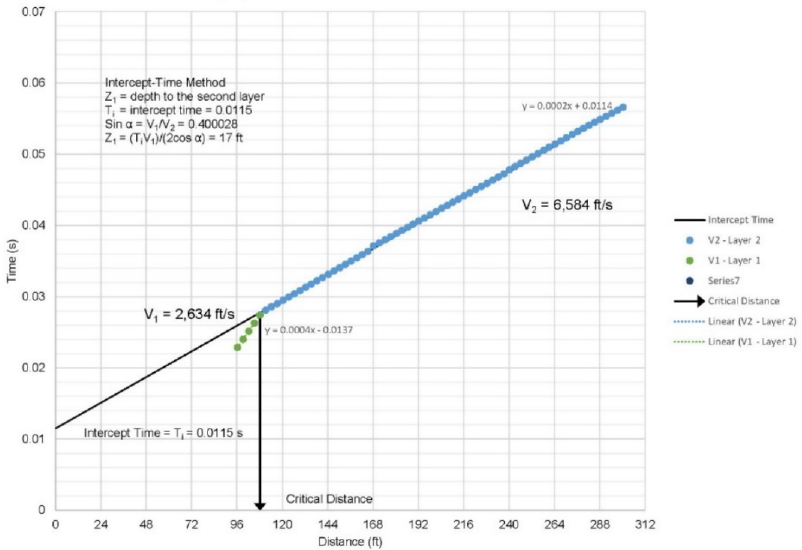 0.07
0.06
0.05
0.04
0.03
0.02
0.01
0
Time (s)
Intercept-Time Method
Z₁ = depth to the second layer
Tᵢ = intercept time = 0.0115
Sin α = V₁/V₂ = 0.400028
Z₁ = (TᵢV₁)/(2cos α) = 17 ft
y = 0.0002x + 0.0114
V₂ = 6,584 ft/s
V₁ = 2,634 ft/s
y = 0.0004x - 0.0137
Intercept Time = Tᵢ = 0.0115 s
Critical Distance
0 24 48 72 96 120 144 168 192 216 240 264 288 312
Distance (ft)
Intercept Time
V2 - Layer 2
V1 - Layer 1
Series7
Critical Distance
Linear (V2 - Layer 2)
Linear (V1 - Layer 1)